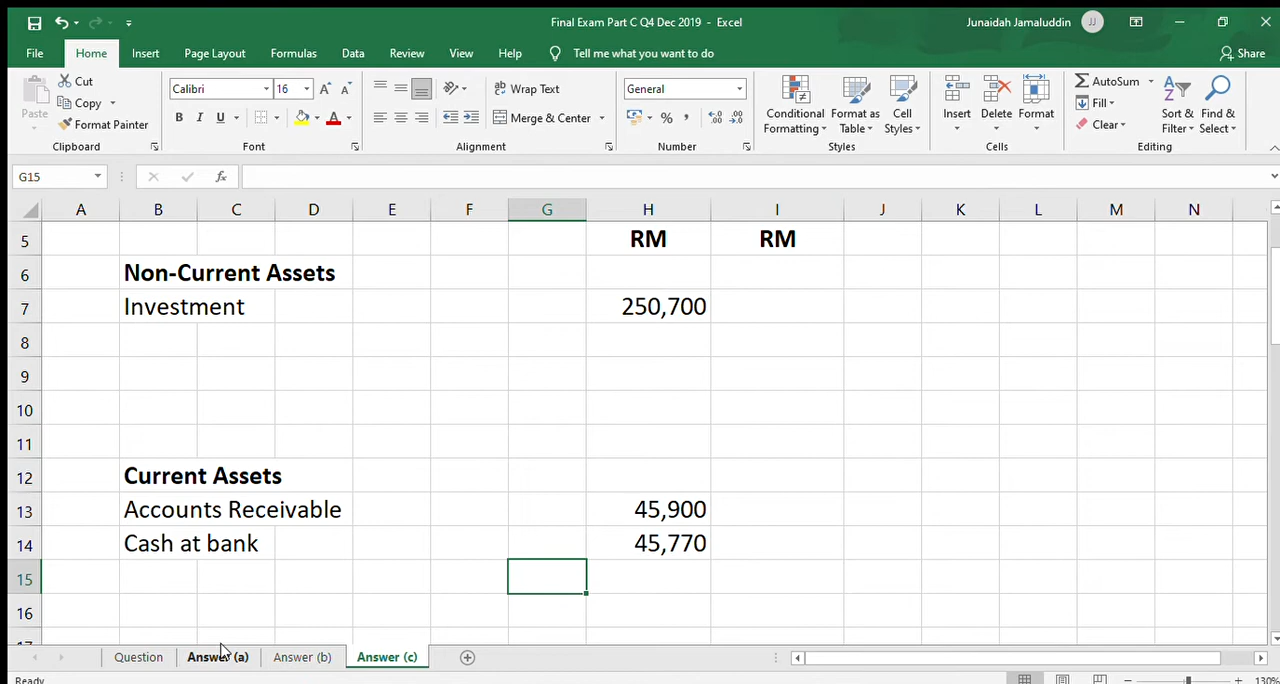 Final Exam Part C Q4 Dec 2019 - Excel
Junaidah Jamaluddin
JJ
File Home Insert Page Layout Formulas Data Review View Help Tell me what you want to do Share
Paste
Cut
Copy
Format Painter
Clipboard
Calibri 16
B I U
Font
Wrap Text
Merge & Center
Alignment
General
Number
Conditional Formatting
Format as Table
Cell Styles
Styles
Insert Delete Format
Cells
AutoSum
Fill
Clear
Sort & Filter
Find & Select
Editing
G15 fx
A B C D E F G H I J K L M N
5 RM RM
6 Non-Current Assets
7 Investment 250,700
8
9
10
11
12 Current Assets
13 Accounts Receivable 45,900
14 Cash at bank 45,770
15
16
17
Question Answer (a) Answer (b) Answer (c)
Ready 130%